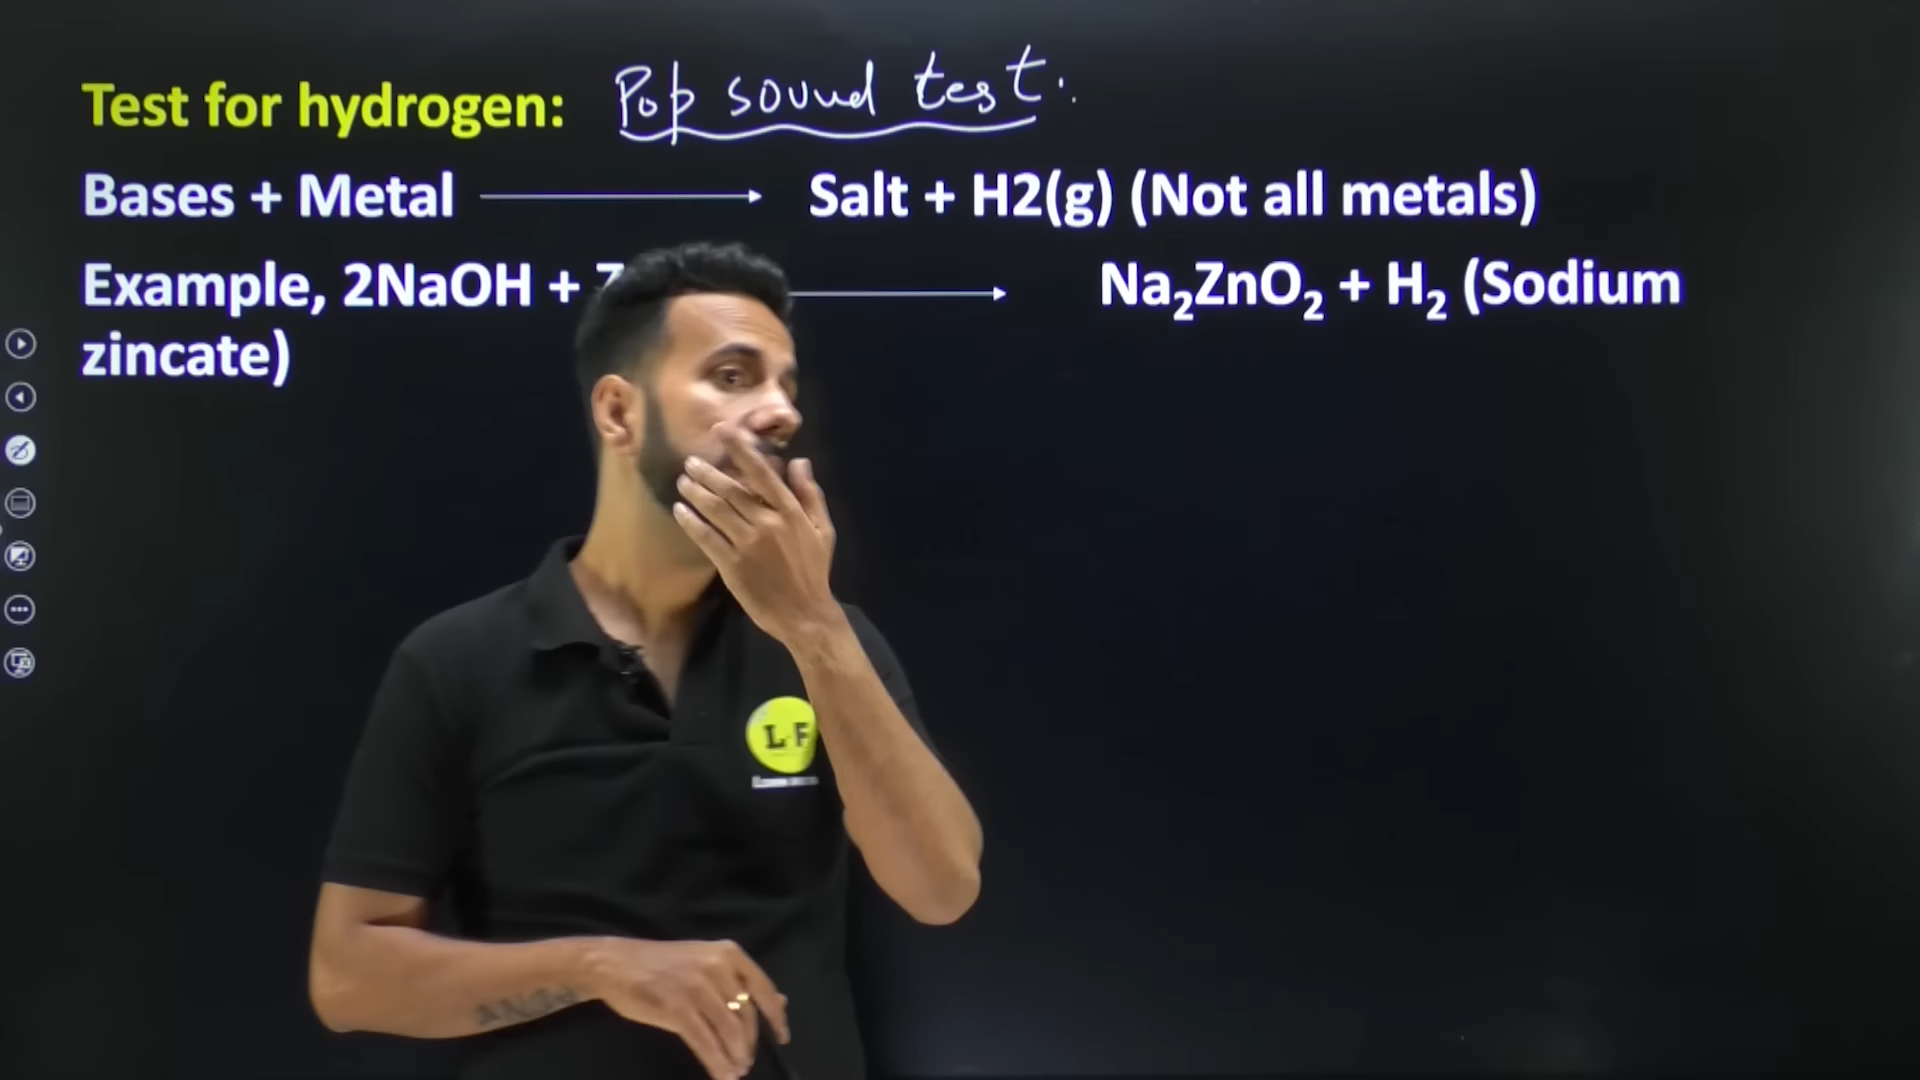 Test for hydrogen: Pop sound test.
Bases + Metal ⟶ Salt + H2(g) (Not all metals)
Example, 2NaOH + ⟶ Na₂ZnO₂ + H₂ (Sodium
zincate)
L F